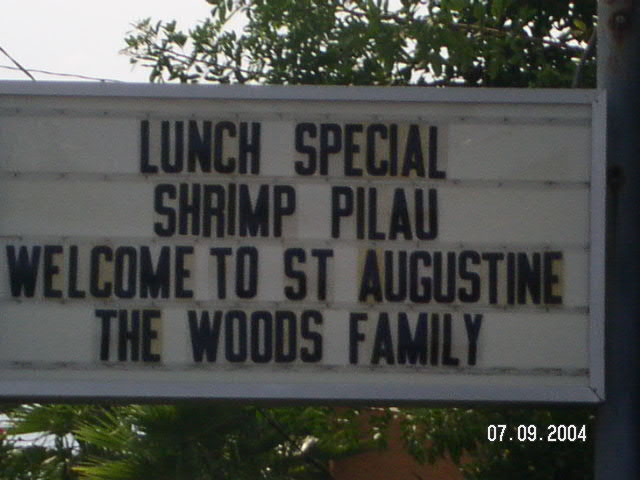 LUNCH SPECIAL
SHRIMP PILAU
WELCOME TO ST AUGUSTINE
THE WOODS FAMILY
07.09.2004